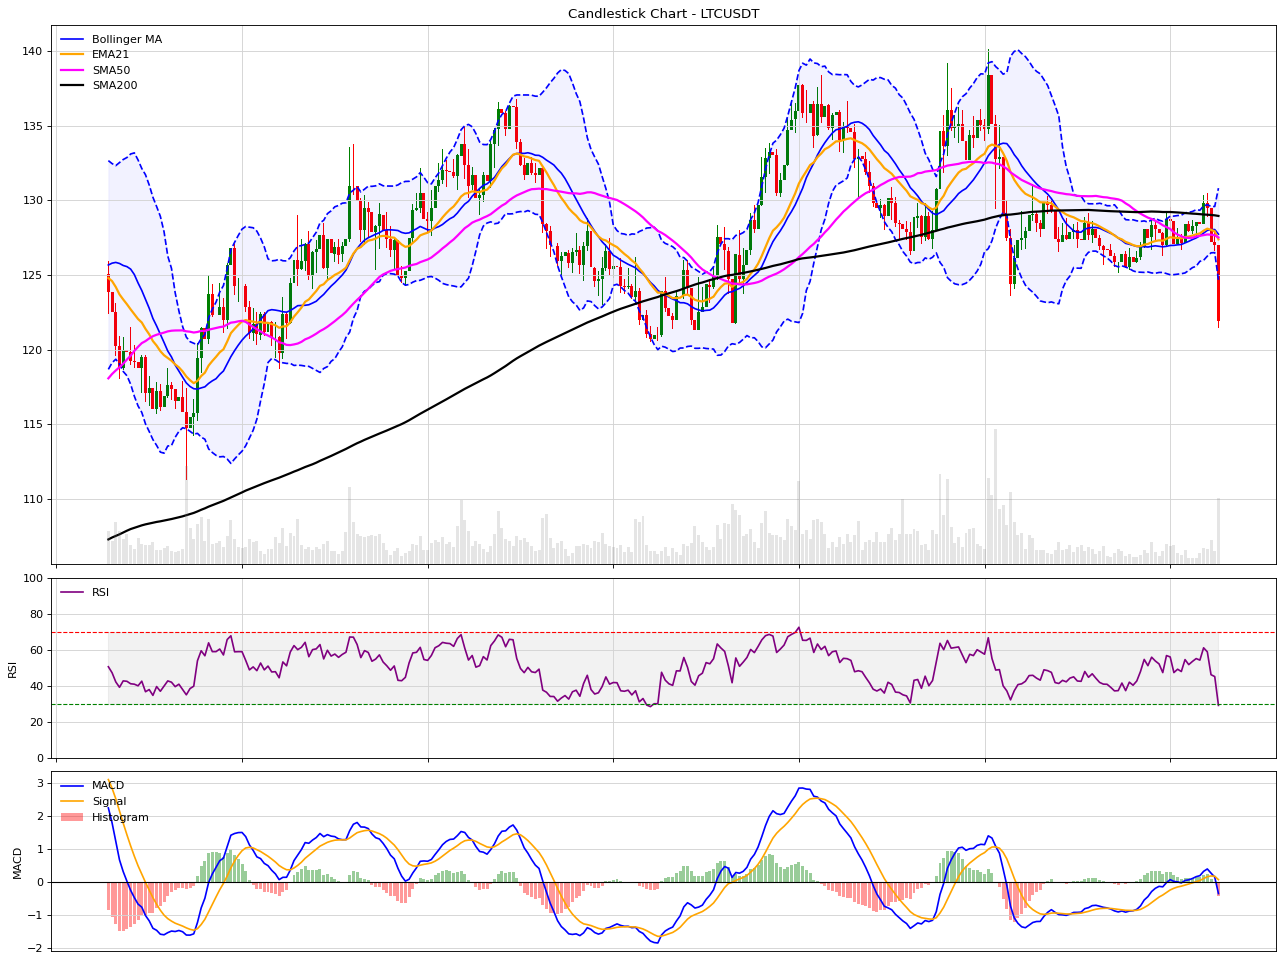 Candlestick Chart - LTCUSDT
Bollinger MA
EMA21
SMA50
SMA200
140
135
130
125
120
115
110
100
80
60
40
20
0
RSI
RSI
3
2
1
0
−1
−2
MACD
MACD
Signal
Histogram